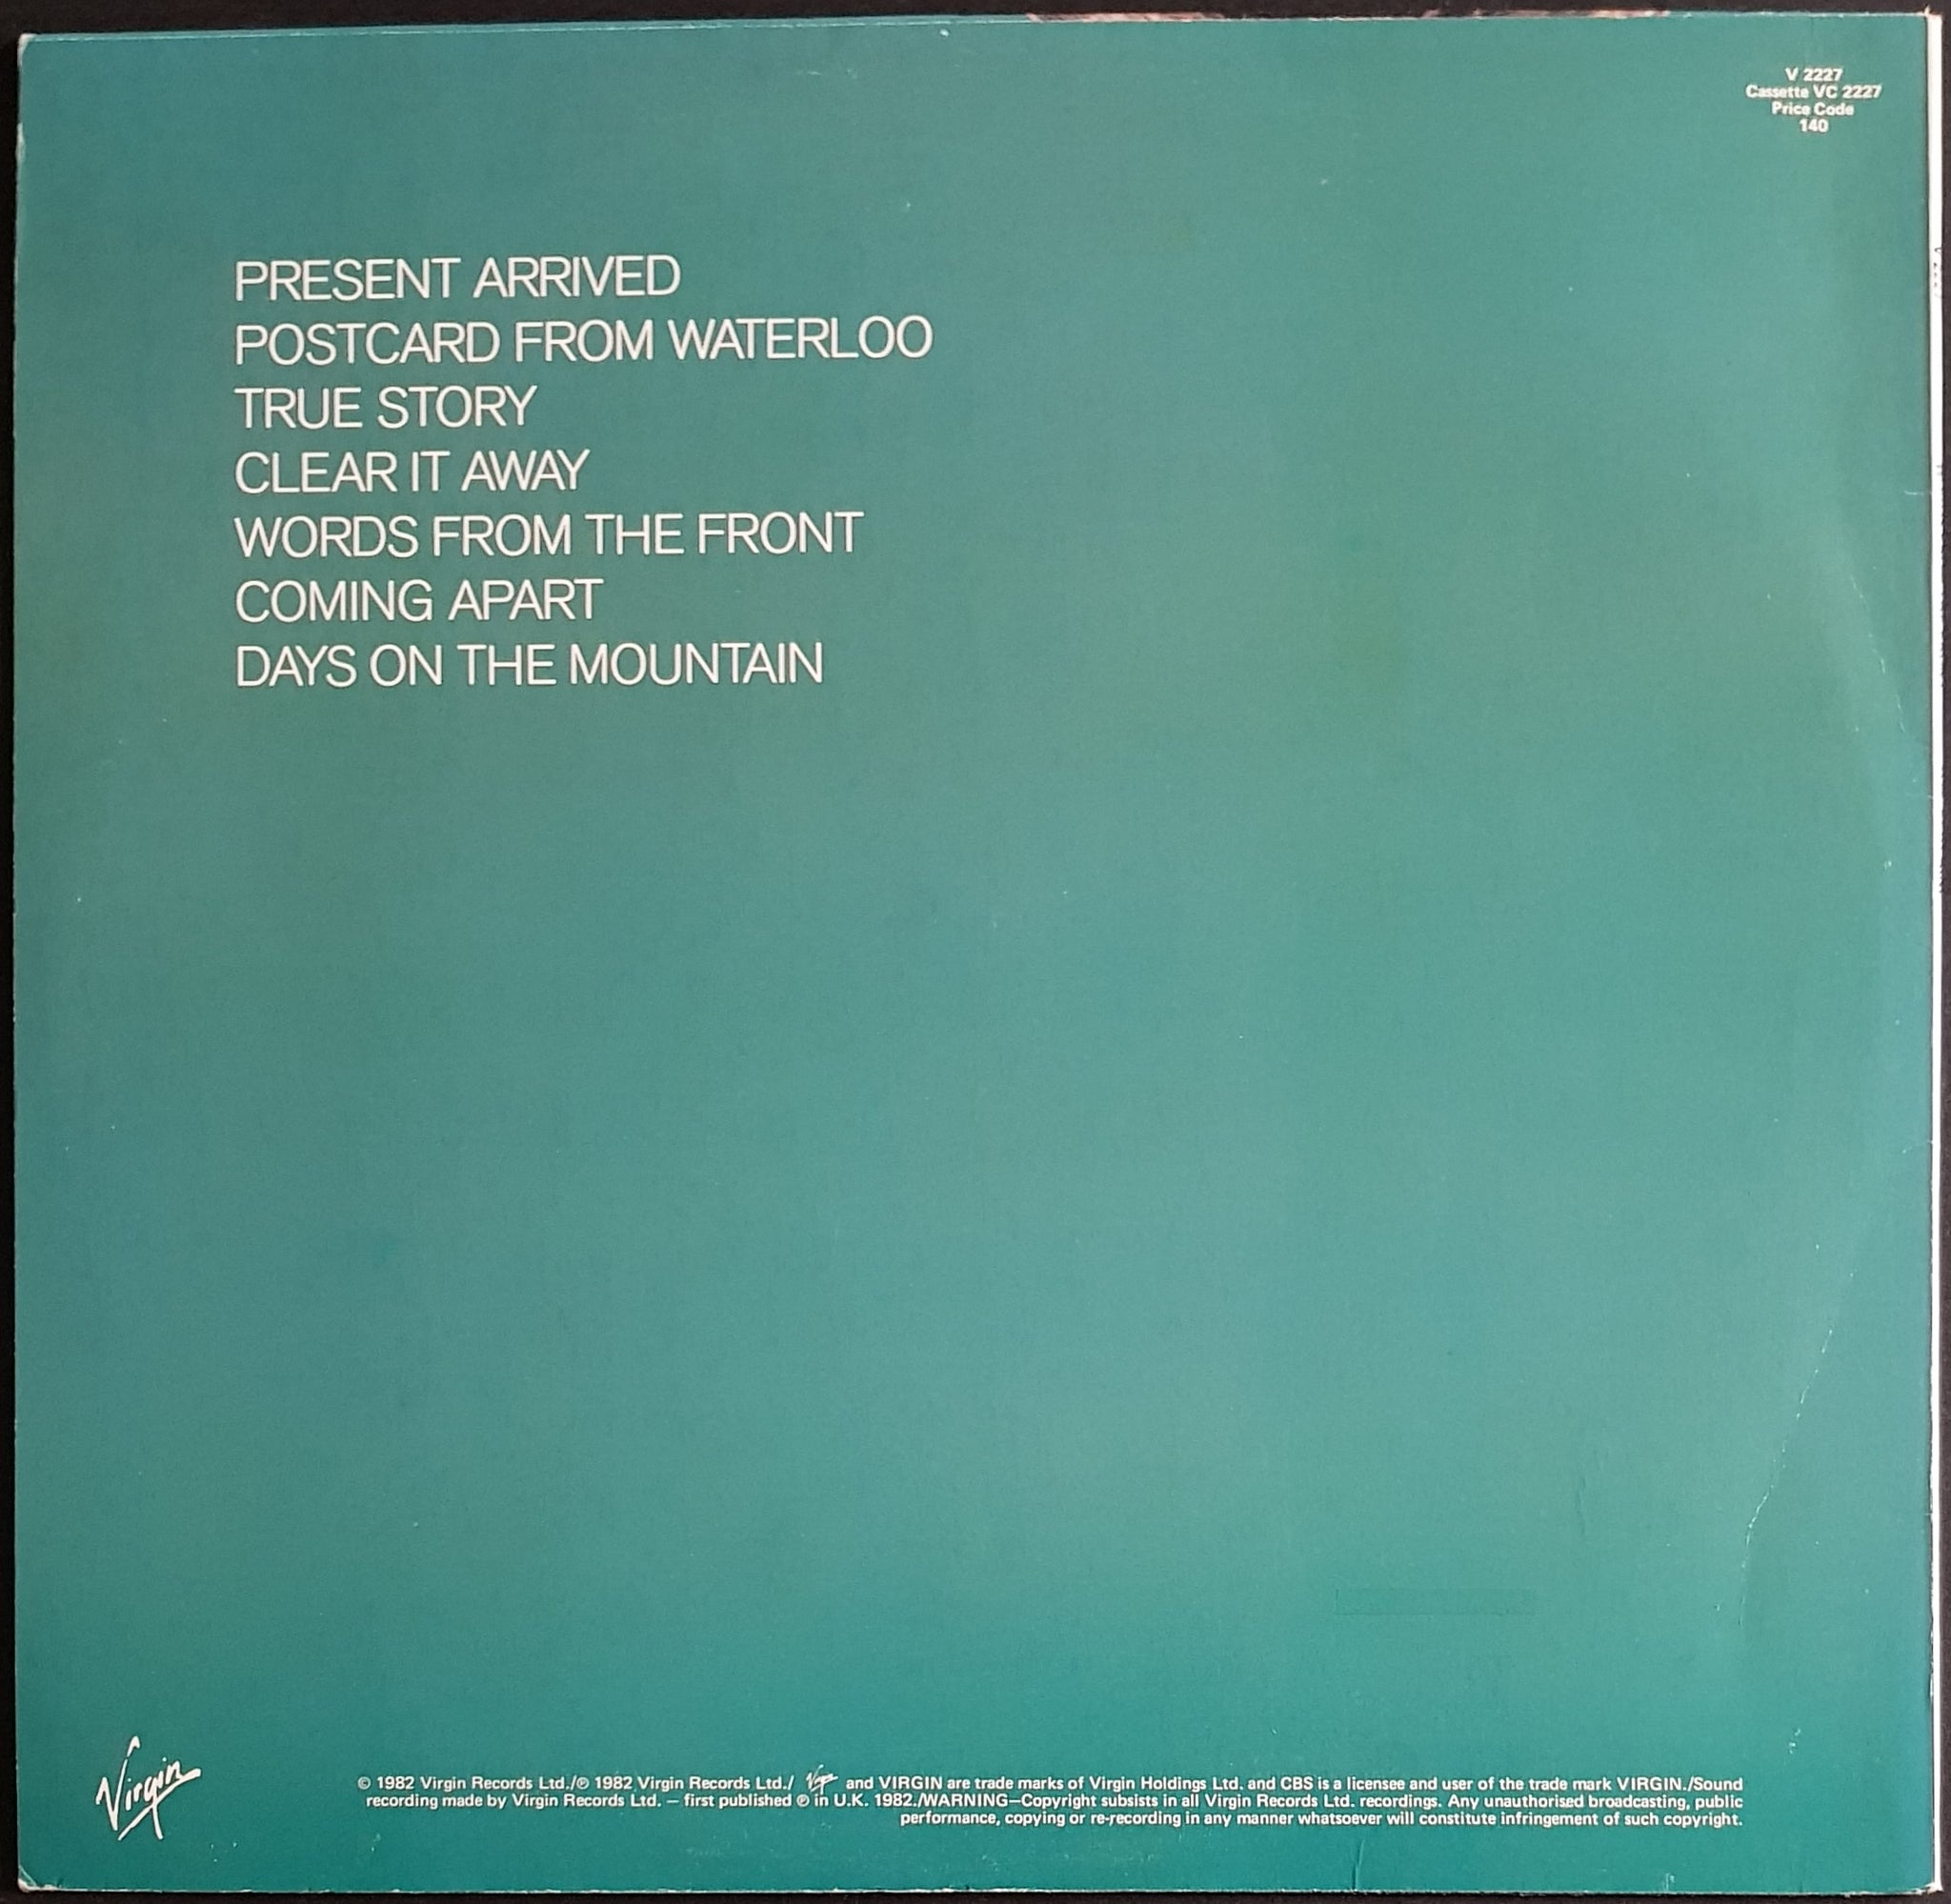 V 2227
Cassette VC 2227
Price Code
140
PRESENT ARRIVED
POSTCARD FROM WATERLOO
TRUE STORY
CLEAR IT AWAY
WORDS FROM THE FRONT
COMING APART
DAYS ON THE MOUNTAIN
Virgin
© 1982 Virgin Records Ltd./℗ 1982 Virgin Records Ltd./ Virgin and VIRGIN are trade marks of Virgin Holdings Ltd. and CBS is a licensee and user of the trade mark VIRGIN./Sound
recording made by Virgin Records Ltd. — first published ℗ in U.K. 1982./WARNING—Copyright subsists in all Virgin Records Ltd. recordings. Any unauthorised broadcasting, public
performance, copying or re-recording in any manner whatsoever will constitute infringement of such copyright.